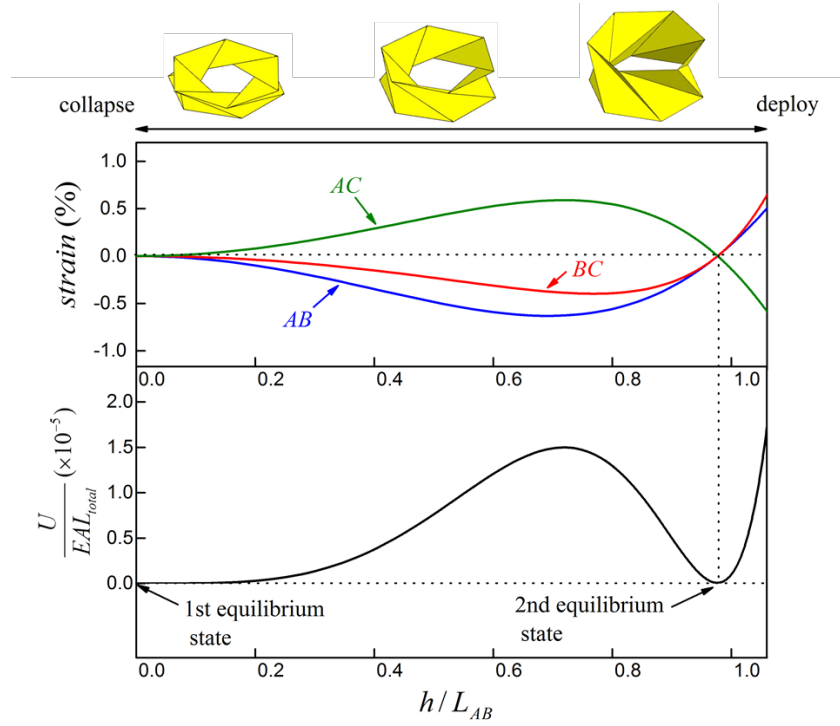 collapse
deploy
1.0
0.5
0.0
-0.5
-1.0
strain (%)
AC
BC
AB
0.0 0.2 0.4 0.6 0.8 1.0
2.0
1.5
1.0
0.5
0.0
U
EAL_total
(×10⁻⁵)
1st equilibrium
state
2nd equilibrium
state
0.0 0.2 0.4 0.6 0.8 1.0
h / L_AB